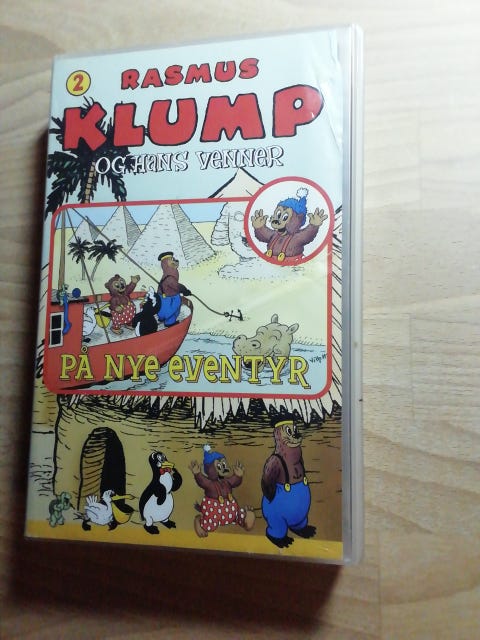 2
RASMUS
KLUMP
OG HANS VENNER
PÅ NYE EVENTYR